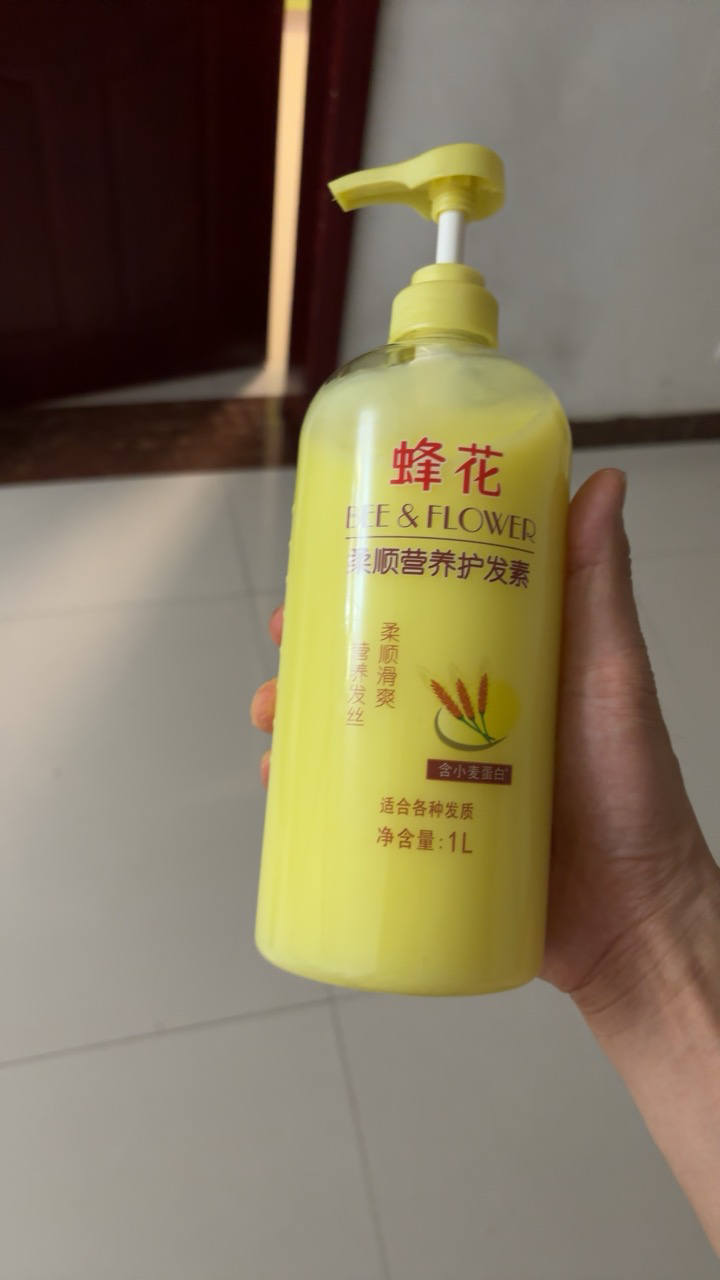 蜂花
BEE & FLOWER
柔顺营养护发素
柔顺滑爽
营养发丝
含小麦蛋白*
适合各种发质
净含量:1L